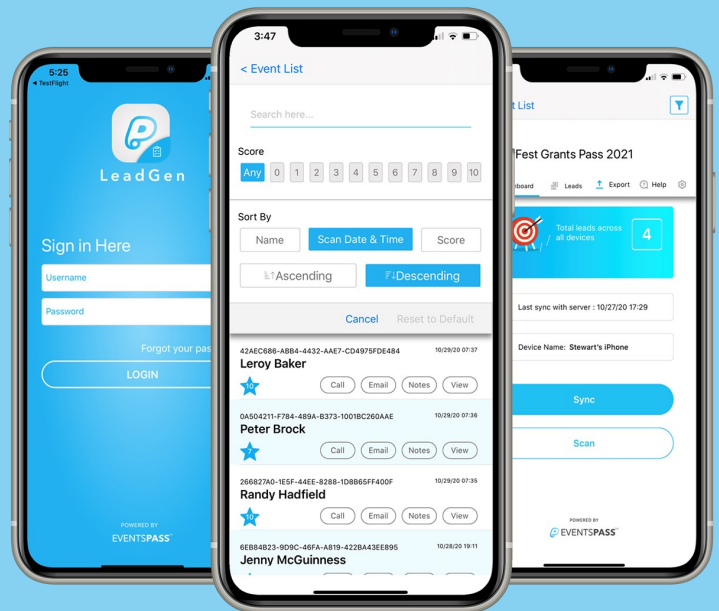 5:25
◀ TestFlight
LeadGen
Sign in Here
Username
Password
Forgot your pas
LOGIN
POWERED BY
EVENTSPASS™
3:47
< Event List
Search here...
Score
Any 0 1 2 3 4 5 6 7 8 9 10
Sort By
Name Scan Date & Time Score
Ascending Descending
Cancel Reset to Default
42AEC686-ABB4-4432-AAE7-CD4975FDE484 10/29/20 07:37
Leroy Baker
10 Call Email Notes View
0A504211-F784-489A-B373-1001BC260AAE 10/29/20 07:36
Peter Brock
7 Call Email Notes View
266827A0-1E5F-44EE-8288-1D8B65FF400F 10/29/20 07:35
Randy Hadfield
10 Call Email Notes View
6EB84B23-9D9C-46FA-A819-422BA43EE895 10/28/20 19:11
Jenny McGuinness
t List
Fest Grants Pass 2021
board Leads Export Help
Total leads across
all devices
4
Last sync with server : 10/27/20 17:29
Device Name: Stewart's iPhone
Sync
Scan
POWERED BY
EVENTSPASS™